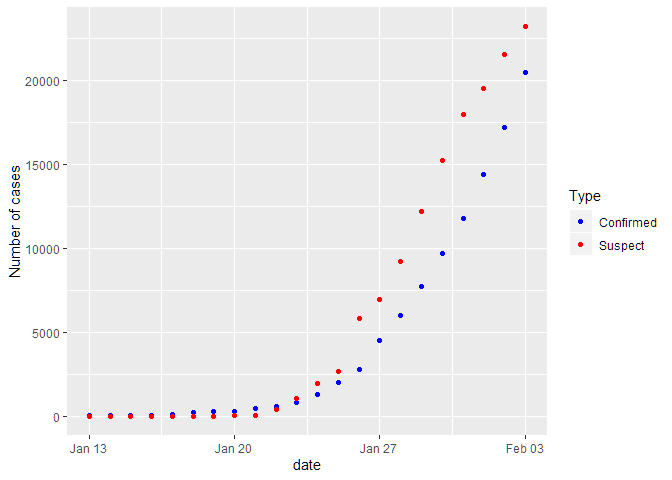 Number of cases
20000
15000
10000
5000
0
Jan 13
Jan 20
Jan 27
Feb 03
date
Type
Confirmed
Suspect